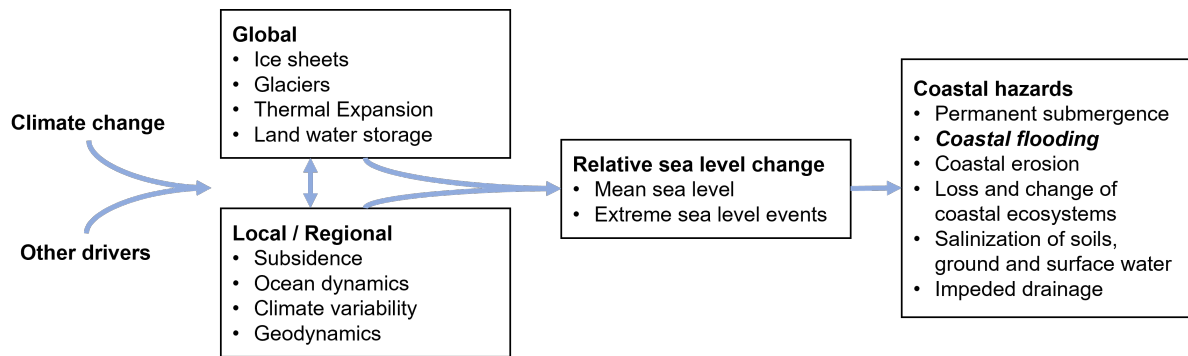 Climate change
Other drivers
Global
• Ice sheets
• Glaciers
• Thermal Expansion
• Land water storage
Local / Regional
• Subsidence
• Ocean dynamics
• Climate variability
• Geodynamics
Relative sea level change
• Mean sea level
• Extreme sea level events
Coastal hazards
• Permanent submergence
• Coastal flooding
• Coastal erosion
• Loss and change of
coastal ecosystems
• Salinization of soils,
ground and surface water
• Impeded drainage